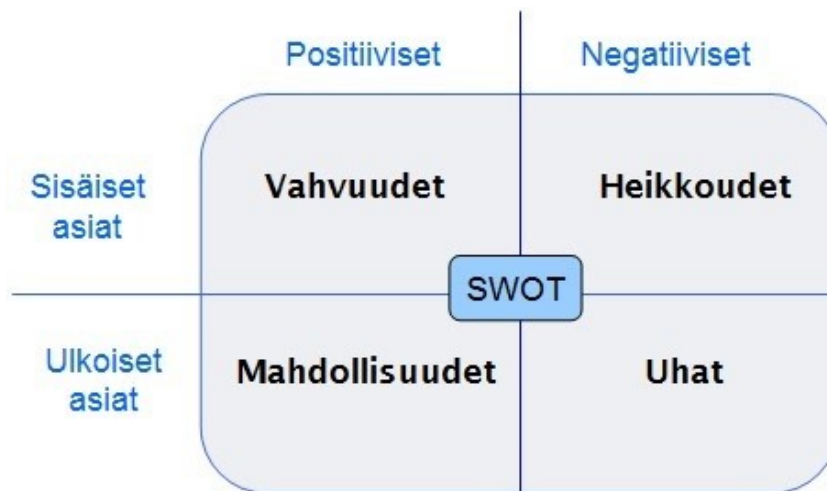 Positiiviset
Negatiiviset
Sisäiset
asiat
Vahvuudet
Heikkoudet
SWOT
Ulkoiset
asiat
Mahdollisuudet
Uhat